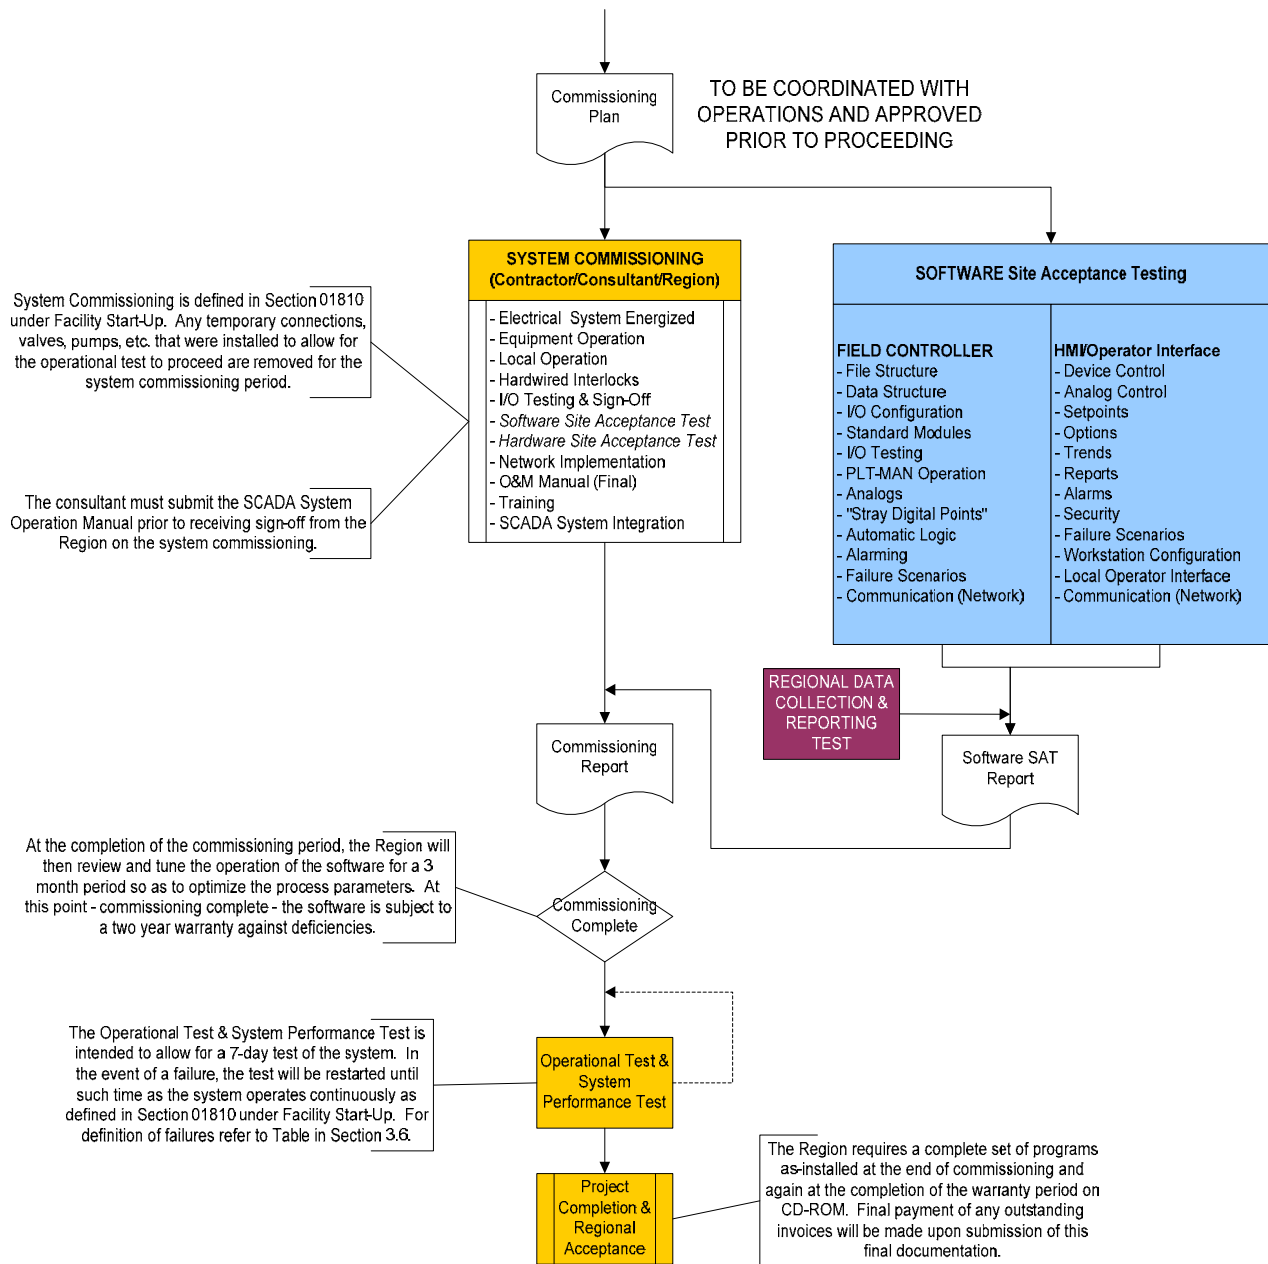 Commissioning
Plan
TO BE COORDINATED WITH
OPERATIONS AND APPROVED
PRIOR TO PROCEEDING
SYSTEM COMMISSIONING
(Contractor/Consultant/Region)
- Electrical System Energized
- Equipment Operation
- Local Operation
- Hardwired Interlocks
- I/O Testing & Sign-Off
- Software Site Acceptance Test
- Hardware Site Acceptance Test
- Network Implementation
- O&M Manual (Final)
- Training
- SCADA System Integration
System Commissioning is defined in Section 01810
under Facility Start-Up. Any temporary connections,
valves, pumps, etc. that were installed to allow for
the operational test to proceed are removed for the
system commissioning period.
The consultant must submit the SCADA System
Operation Manual prior to receiving sign-off from the
Region on the system commissioning.
SOFTWARE Site Acceptance Testing
FIELD CONTROLLER
- File Structure
- Data Structure
- I/O Configuration
- Standard Modules
- I/O Testing
- PLT-MAN Operation
- Analogs
- "Stray Digital Points"
- Automatic Logic
- Alarming
- Failure Scenarios
- Communication (Network)
HMI/Operator Interface
- Device Control
- Analog Control
- Setpoints
- Options
- Trends
- Reports
- Alarms
- Security
- Failure Scenarios
- Workstation Configuration
- Local Operator Interface
- Communication (Network)
REGIONAL DATA
COLLECTION &
REPORTING
TEST
Software SAT
Report
Commissioning
Report
At the completion of the commissioning period, the Region will
then review and tune the operation of the software for a 3
month period so as to optimize the process parameters. At
this point - commissioning complete - the software is subject to
a two year warranty against deficiencies.
Commissioning
Complete
The Operational Test & System Performance Test is
intended to allow for a 7-day test of the system. In
the event of a failure, the test will be restarted until
such time as the system operates continuously as
defined in Section 01810 under Facility Start-Up. For
definition of failures refer to Table in Section 3.6.
Operational Test &
System
Performance Test
Project
Completion &
Regional
Acceptance
The Region requires a complete set of programs
as-installed at the end of commissioning and
again at the completion of the warranty period on
CD-ROM. Final payment of any outstanding
invoices will be made upon submission of this
final documentation.